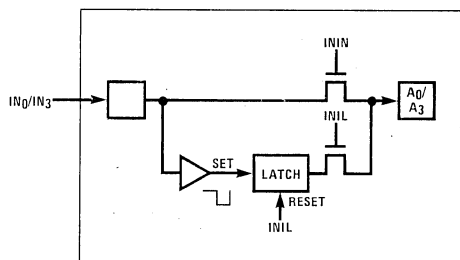 ININ
IN0/IN3
A0/
A3
INIL
SET
LATCH
RESET
INIL